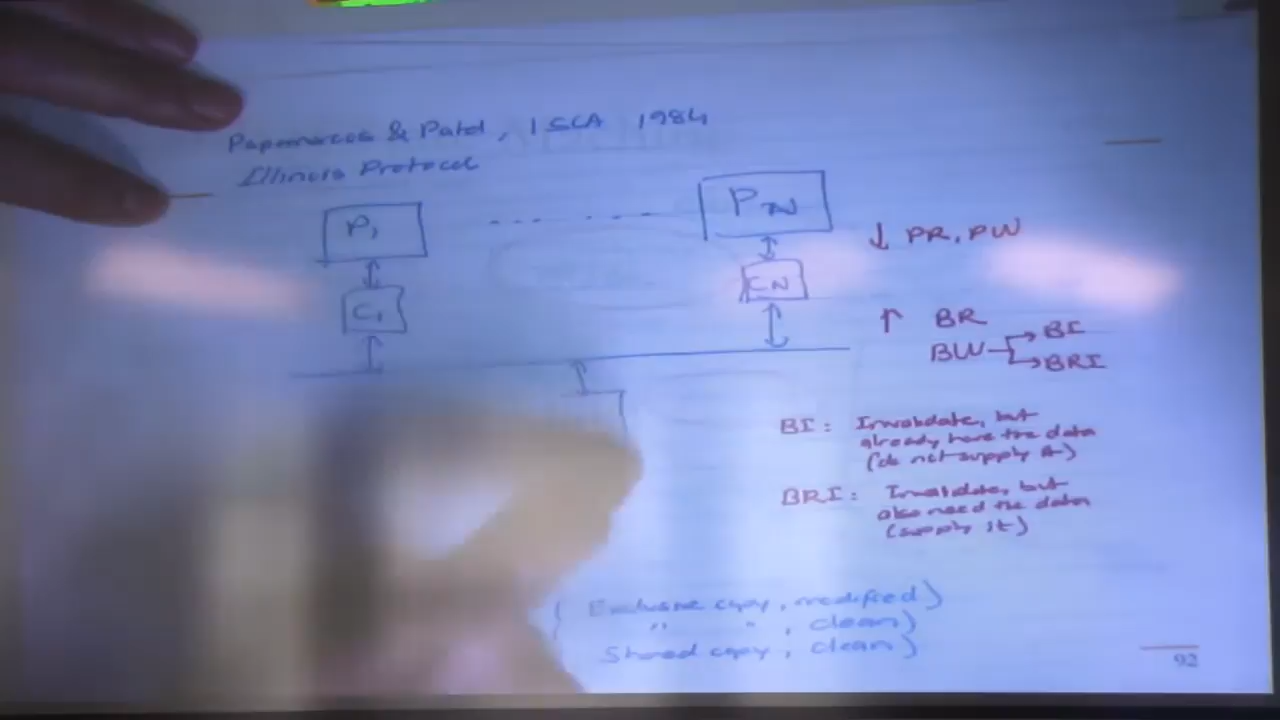 Papamarcos & Patel, ISCA 1984
Illinois Protocol
P1 PN
C1 CN
↓ PR, PW
↑ BR
BW → BI
→ BRI
BI: Invalidate, but
already have the data
(do not supply it)
BRI: Invalidate, but
also need the data
(supply it)
(Exclusive copy, modified)
" " , clean)
Shared copy, clean)
92